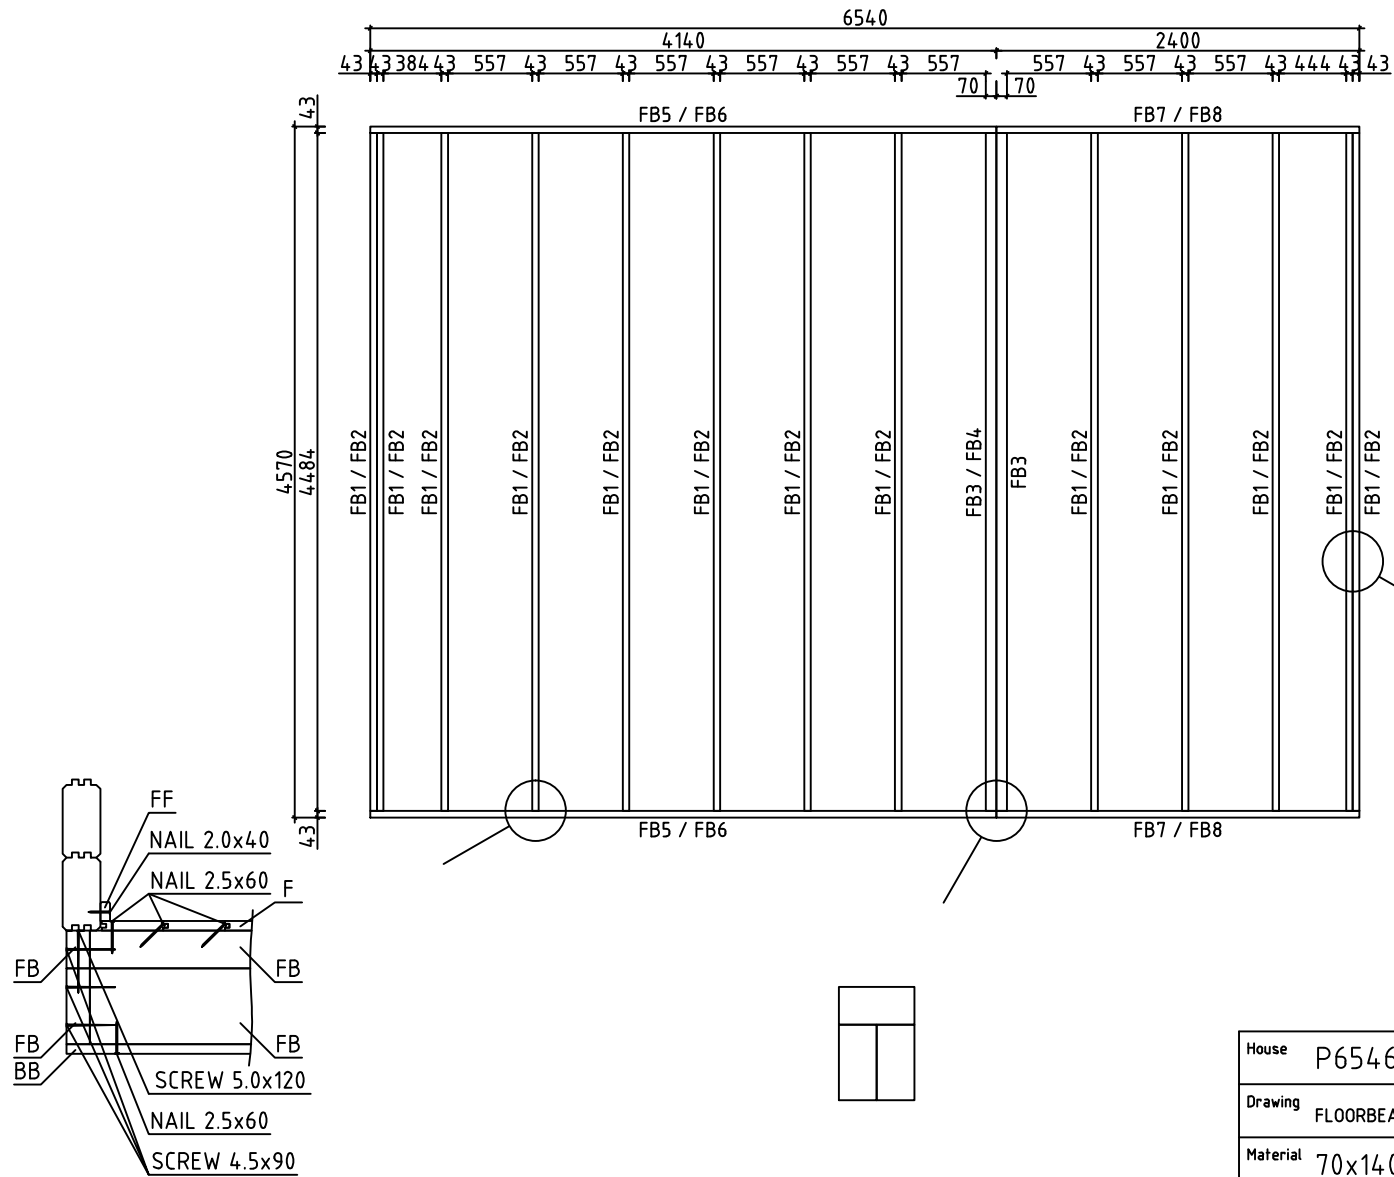 6540
4140 2400
43 43 384 43 557 43 557 43 557 43 557 43 557 43 557 557 43 557 43 557 43 444 43 43
70 70
43
FB5 / FB6 FB7 / FB8
4570
4484
FB1 / FB2
FB1 / FB2
FB1 / FB2
FB1 / FB2
FB1 / FB2
FB1 / FB2
FB1 / FB2
FB1 / FB2
FB3 / FB4
FB3
FB1 / FB2
FB1 / FB2
FB1 / FB2
FB1 / FB2
FB1 / FB2
43
FB5 / FB6 FB7 / FB8
FF
NAIL 2.0x40
NAIL 2.5x60
F
FB FB
FB FB
BB
SCREW 5.0x120
NAIL 2.5x60
SCREW 4.5x90
House P6546
Drawing FLOORBEA
Material 70x140